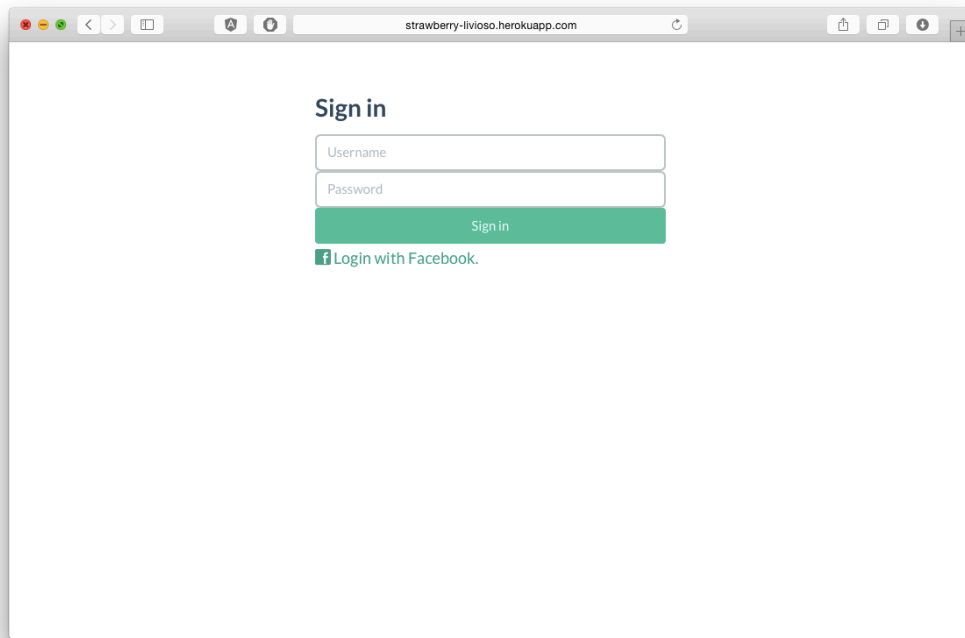 strawberry-livioso.herokuapp.com
Sign in
Username
Password
Sign in
Login with Facebook.